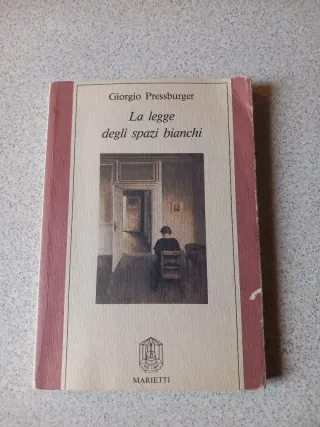 Giorgio Pressburger
La legge
degli spazi bianchi
MARIETTI